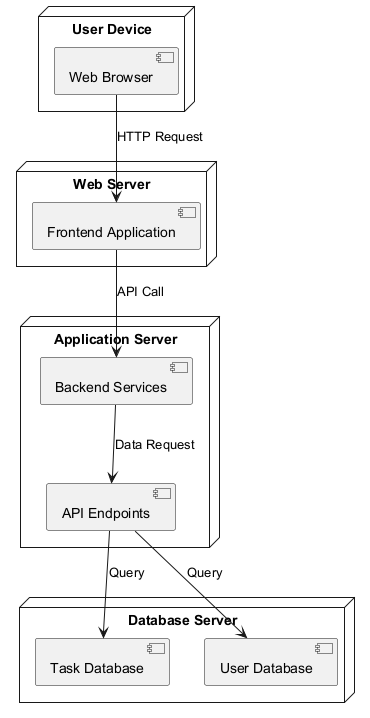 User Device
Web Browser
HTTP Request
Web Server
Frontend Application
API Call
Application Server
Backend Services
Data Request
API Endpoints
Query
Query
Database Server
Task Database
User Database